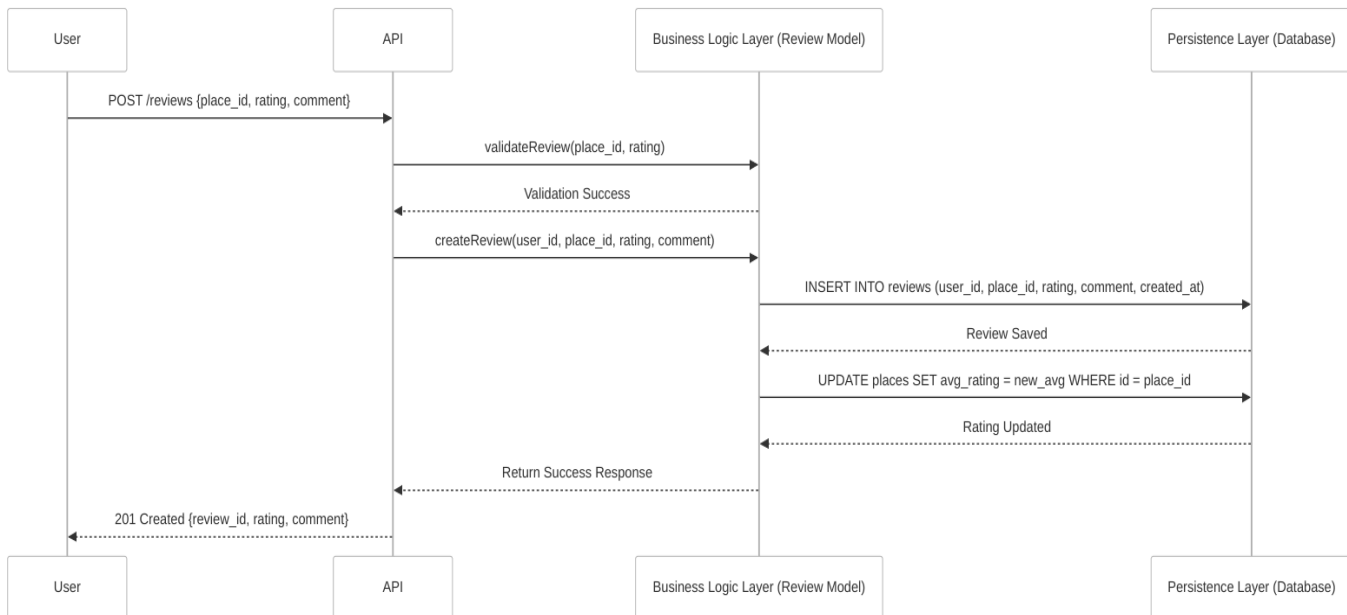 User
API
Business Logic Layer (Review Model)
Persistence Layer (Database)
POST /reviews {place_id, rating, comment}
validateReview(place_id, rating)
Validation Success
createReview(user_id, place_id, rating, comment)
INSERT INTO reviews (user_id, place_id, rating, comment, created_at)
Review Saved
UPDATE places SET avg_rating = new_avg WHERE id = place_id
Rating Updated
Return Success Response
201 Created {review_id, rating, comment}
User
API
Business Logic Layer (Review Model)
Persistence Layer (Database)